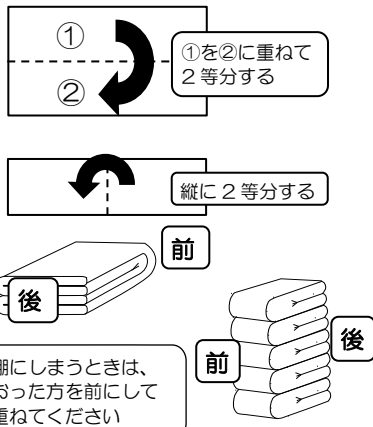 ①
②
①を②に重ねて
2等分する
縦に2等分する
前
後
前
後
棚にしまうときは、
おった方を前にして
重ねてください